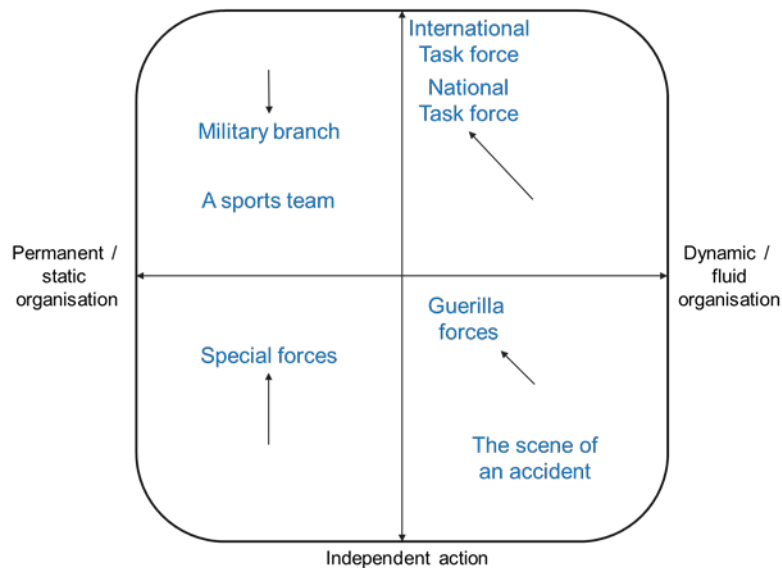 International
Task force
National
Task force
Military branch
A sports team
Permanent /
static
organisation
Dynamic /
fluid
organisation
Guerilla
forces
Special forces
The scene of
an accident
Independent action